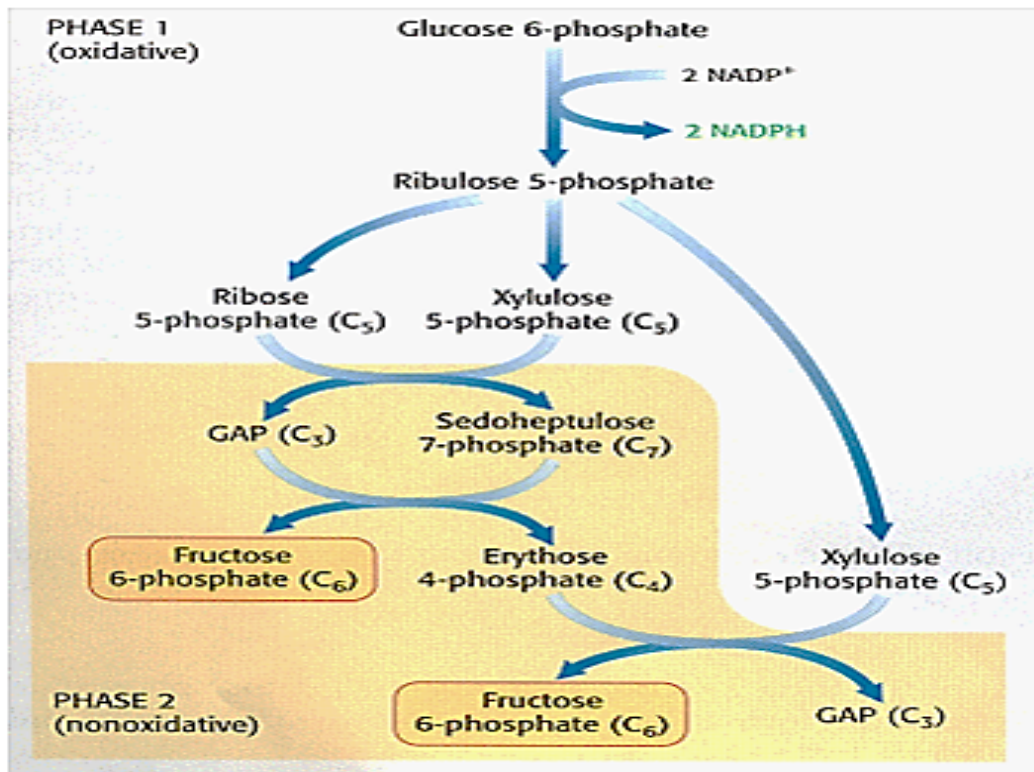 PHASE 1
(oxidative)
Glucose 6-phosphate
2 NADP⁺
2 NADPH
Ribulose 5-phosphate
Ribose
5-phosphate (C₅)
Xylulose
5-phosphate (C₅)
GAP (C₃)
Sedoheptulose
7-phosphate (C₇)
Fructose
6-phosphate (C₆)
Erythose
4-phosphate (C₄)
Xylulose
5-phosphate (C₅)
PHASE 2
(nonoxidative)
Fructose
6-phosphate (C₆)
GAP (C₃)